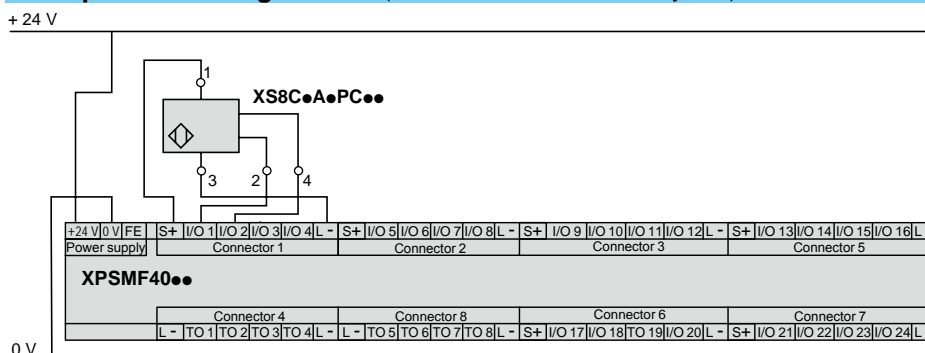 + 24 V
1
XS8C●A●PC●●
3 2 4
+24 V 0 V FE S+ I/O 1 I/O 2 I/O 3 I/O 4 L - S+ I/O 5 I/O 6 I/O 7 I/O 8 L - S+ I/O 9 I/O 10 I/O 11 I/O 12 L - S+ I/O 13 I/O 14 I/O 15 I/O 16 L
Power supply Connector 1 Connector 2 Connector 3 Connector 5
XPSMF40●●
Connector 4 Connector 8 Connector 6 Connector 7
L - TO 1 TO 2 TO 3 TO 4 L - L - TO 5 TO 6 TO 7 TO 8 L - S+ I/O 17 I/O 18 TO 19 I/O 20 L - S+ I/O 21 I/O 22 I/O 23 I/O 24 L
0 V